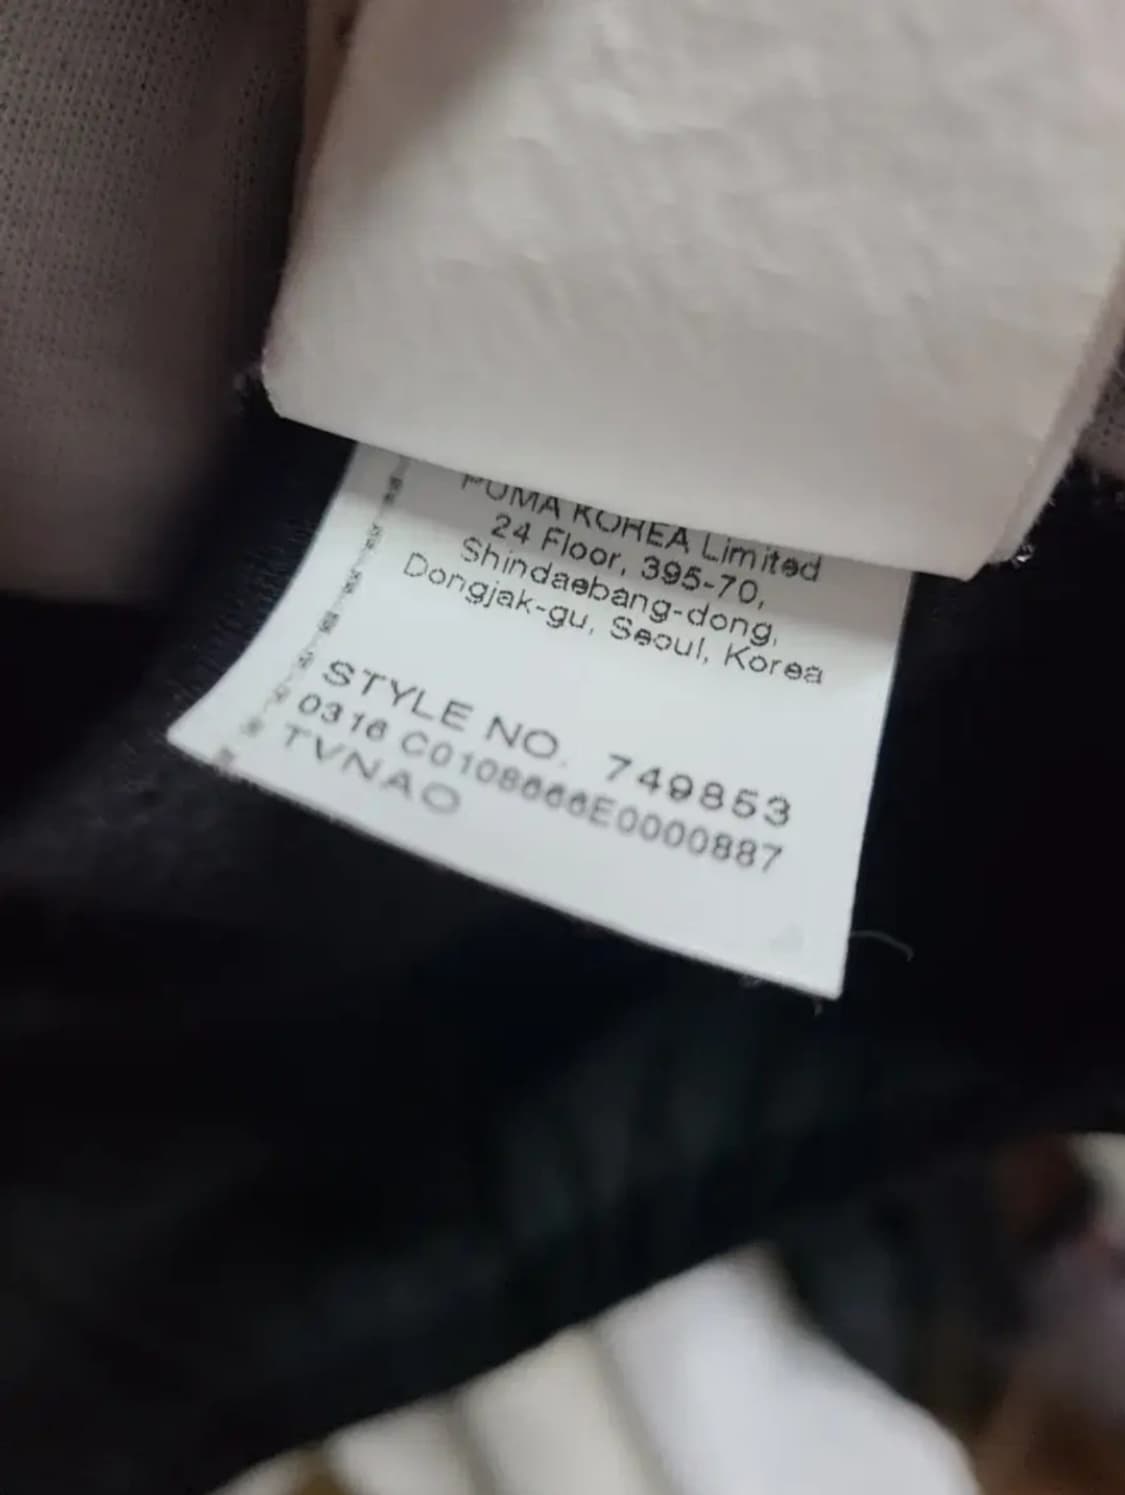 PUMA KOREA Limited
24 Floor, 395-70,
Shindaebang-dong,
Dongjak-gu, Seoul, Korea
STYLE NO. 749853
0316 C0108666E0000887
TVNAO